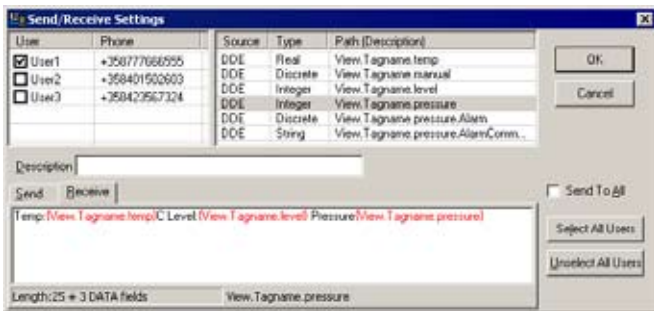 Send/Receive Settings
User Phone Source Type Path (Description)
User1 +358777666555 DDE Real View.Tagname.temp OK
User2 +358401502603 DDE Discrete View.Tagname.manual
User3 +358423567324 DDE Integer View.Tagname.level Cancel
DDE Integer View.Tagname.pressure
DDE Discrete View.Tagname.pressure.Alarm
DDE String View.Tagname.pressure.AlarmComm...
Description
Send Receive Send To All
Temp:{View.Tagname.temp}C Level:{View.Tagname.level} Pressure{View.Tagname.pressure}
Select All Users
Unselect All Users
Length:25 + 3 DATA fields View.Tagname.pressure